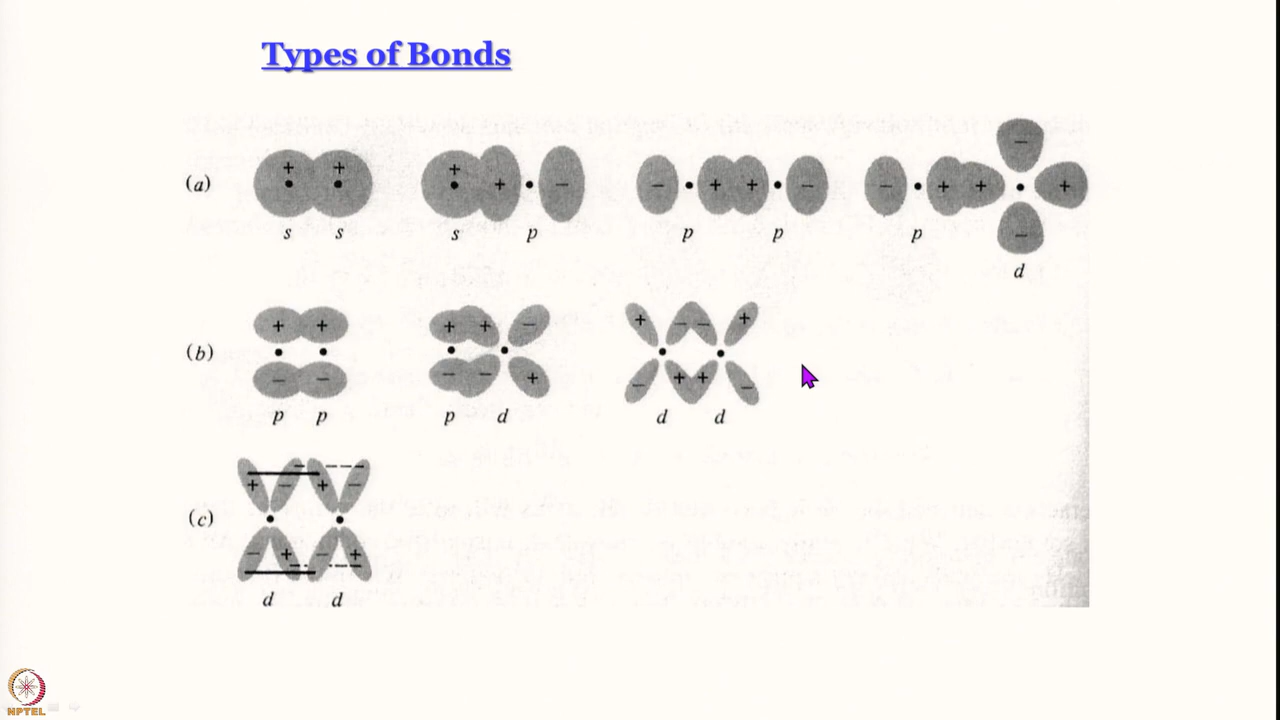 Types of Bonds
(a) + + + + − − + + − − + + − + −
s s s p p p p d
(b) + + + + − + − − +
− − − − + − + + −
p p p d d d
(c) + − + −
− + − +
d d
NPTEL